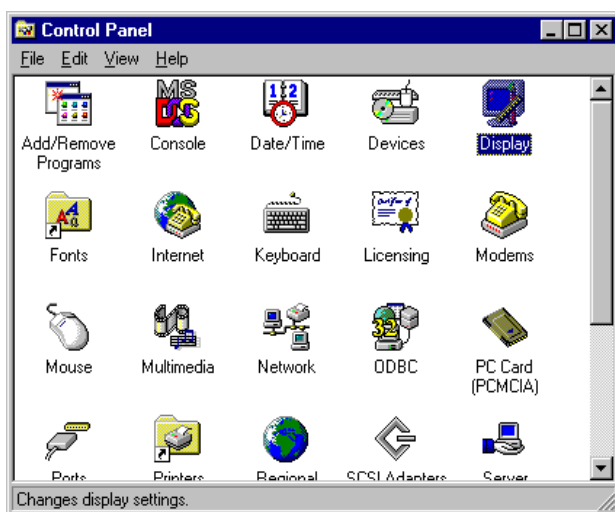 Control Panel
File Edit View Help
Add/Remove Programs
Console
Date/Time
Devices
Display
Fonts
Internet
Keyboard
Licensing
Modems
Mouse
Multimedia
Network
ODBC
PC Card (PCMCIA)
Ports
Printers
Regional
SCSI Adapters
Server
Changes display settings.